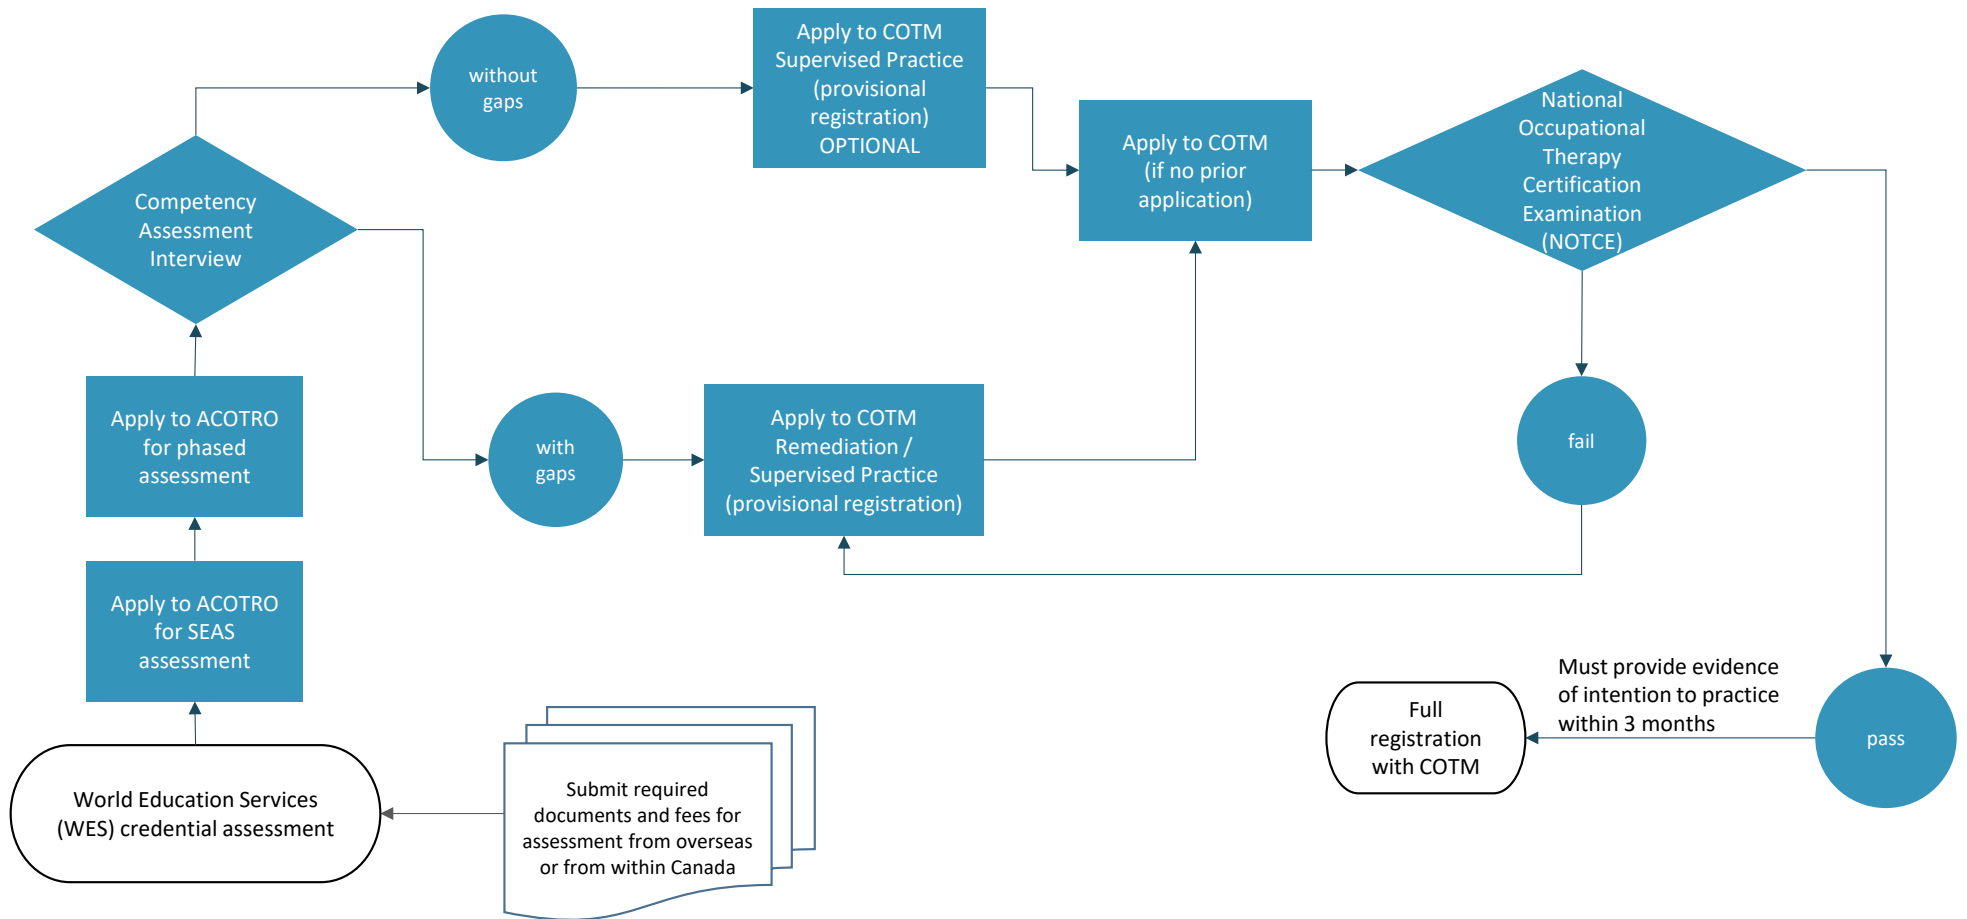 without
gaps
Apply to COTM
Supervised Practice
(provisional
registration)
OPTIONAL
Apply to COTM
(if no prior
application)
National
Occupational
Therapy
Certification
Examination
(NOTCE)
Competency
Assessment
Interview
Apply to ACOTRO
for phased
assessment
with
gaps
Apply to COTM
Remediation /
Supervised Practice
(provisional registration)
fail
Apply to ACOTRO
for SEAS
assessment
Must provide evidence
of intention to practice
within 3 months
Full
registration
with COTM
pass
World Education Services
(WES) credential assessment
Submit required
documents and fees for
assessment from overseas
or from within Canada